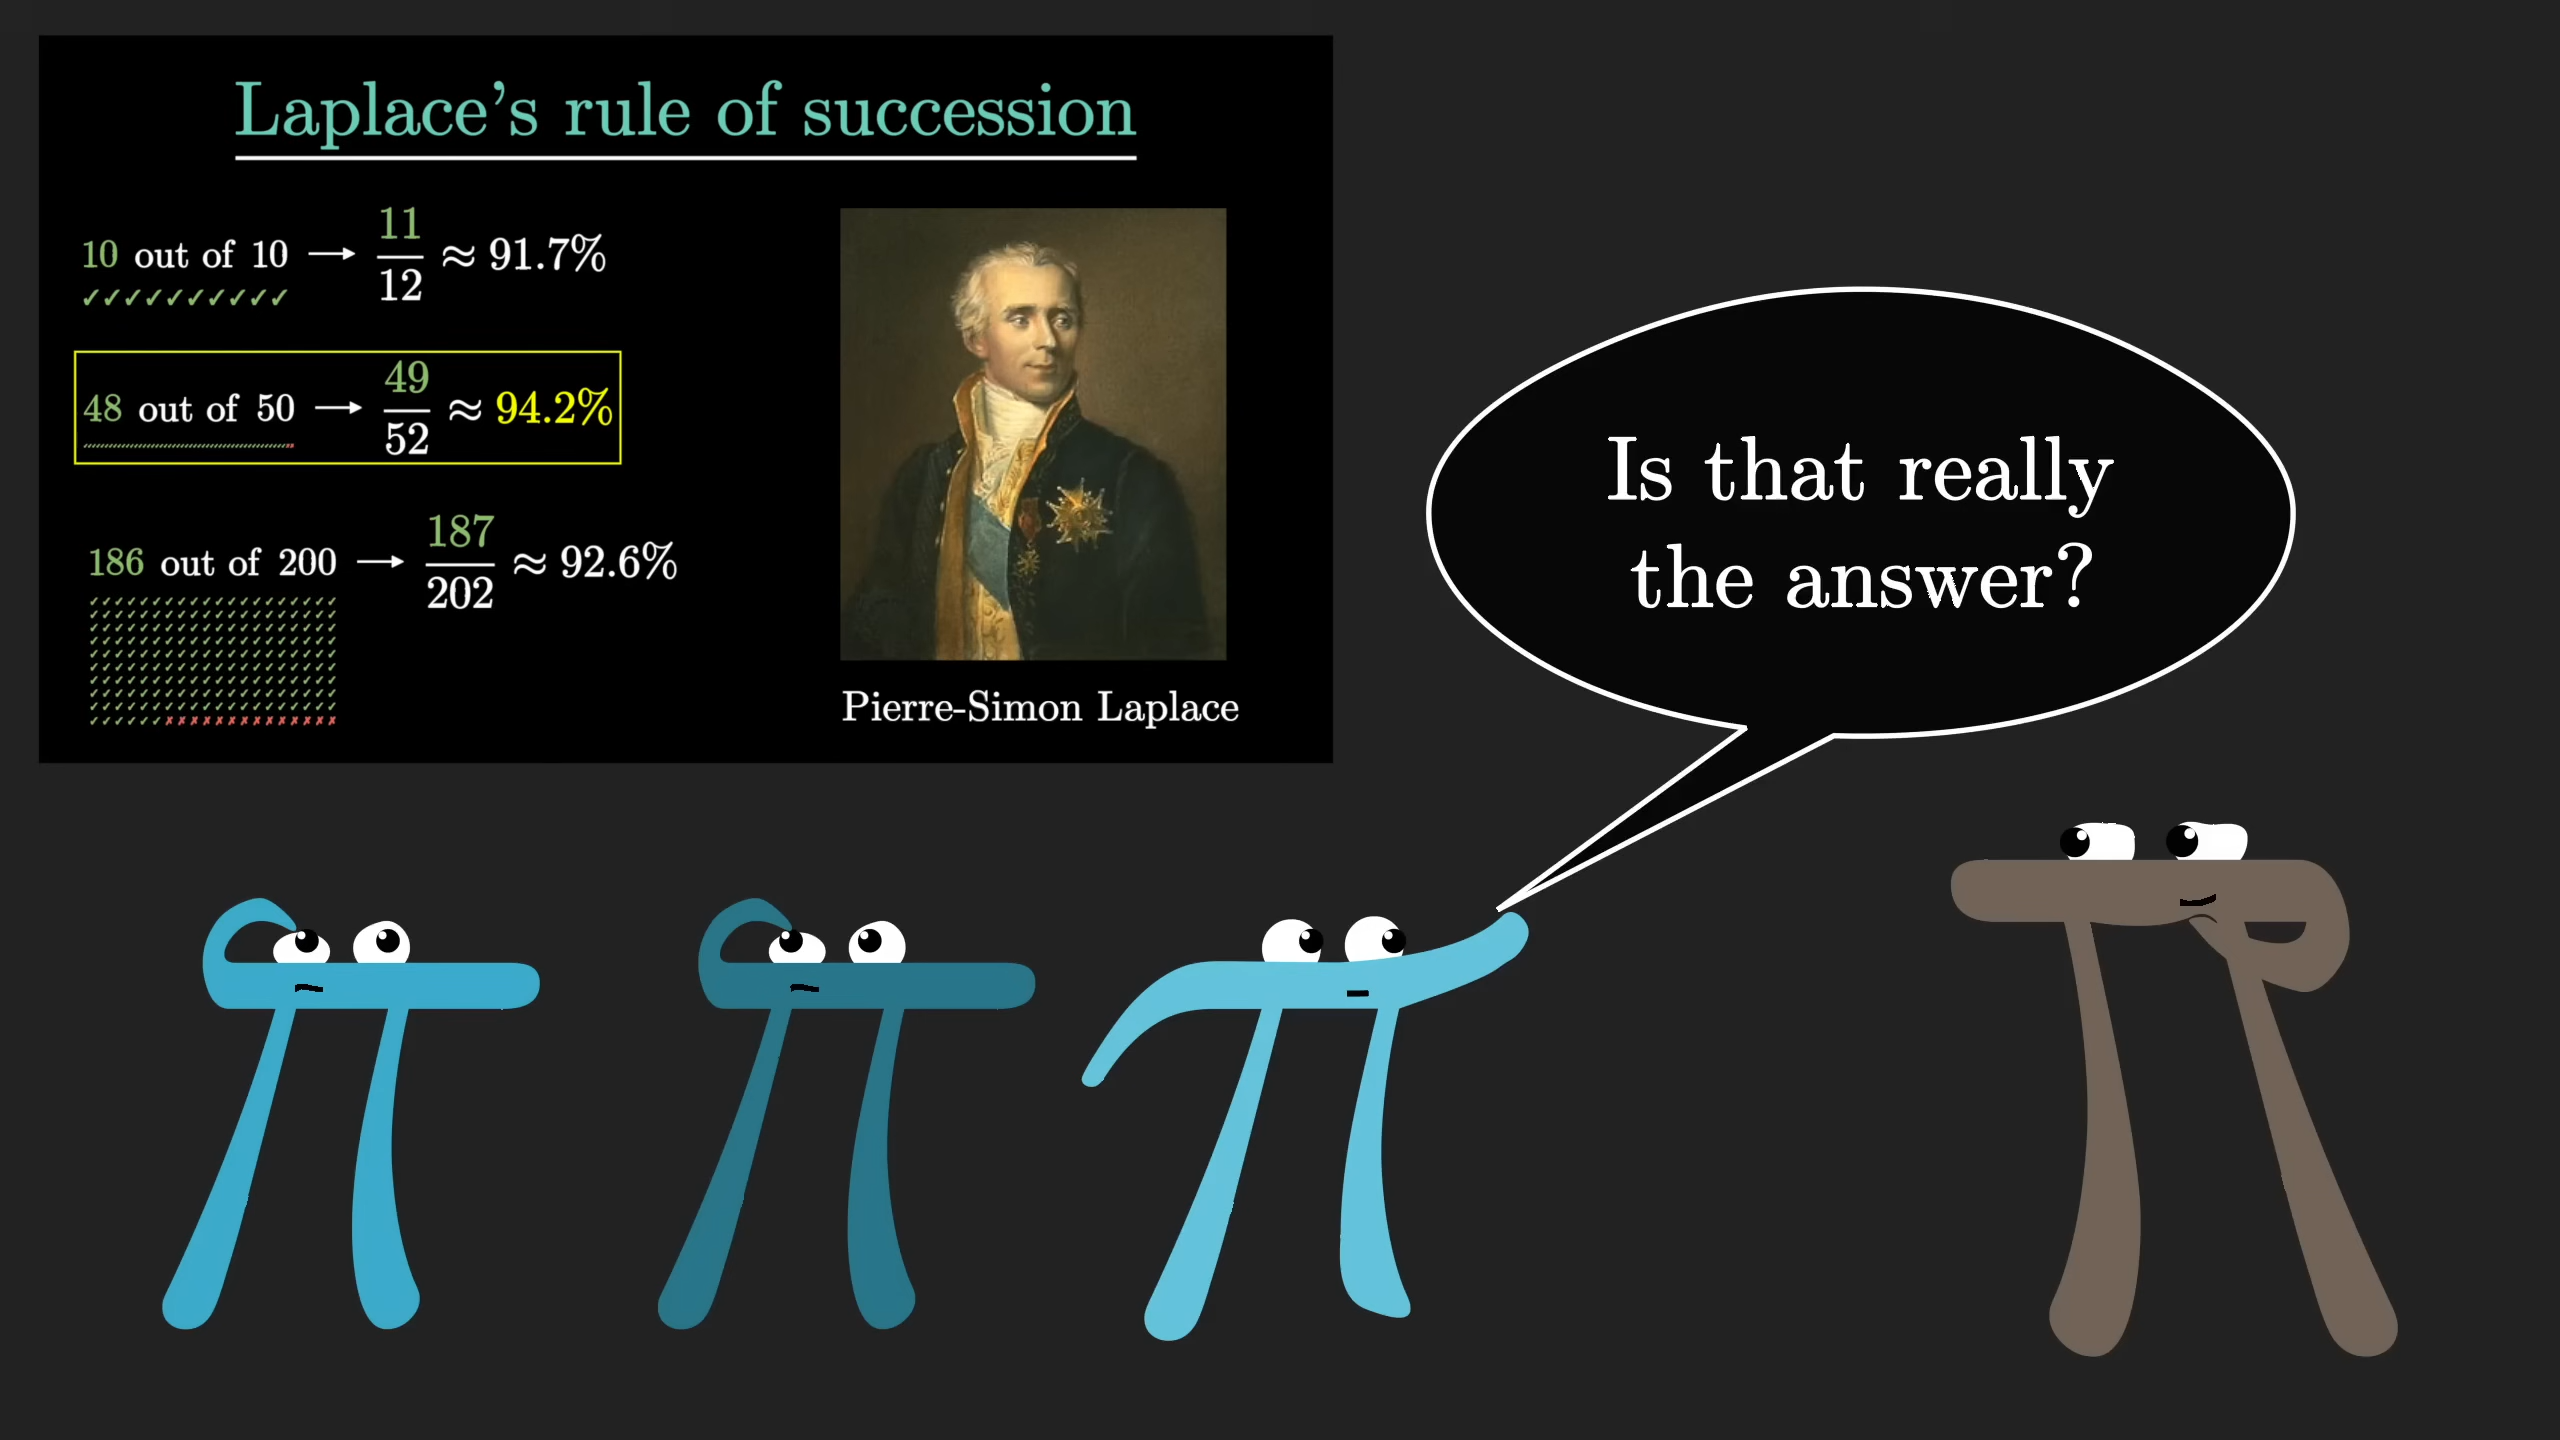 Laplace's rule of succession
10 out of 10 → 11/12 ≈ 91.7%
✓✓✓✓✓✓✓✓✓✓
48 out of 50 → 49/52 ≈ 94.2%
186 out of 200 → 187/202 ≈ 92.6%
Pierre-Simon Laplace
Is that really
the answer?